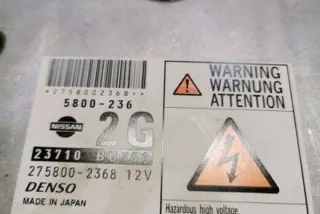 *2758002368*
5800-236
NISSAN
2G
23710
275800-2368 12V
DENSO
MADE IN JAPAN
WARNING
WARNUNG
ATTENTION
Hazardous high voltage.